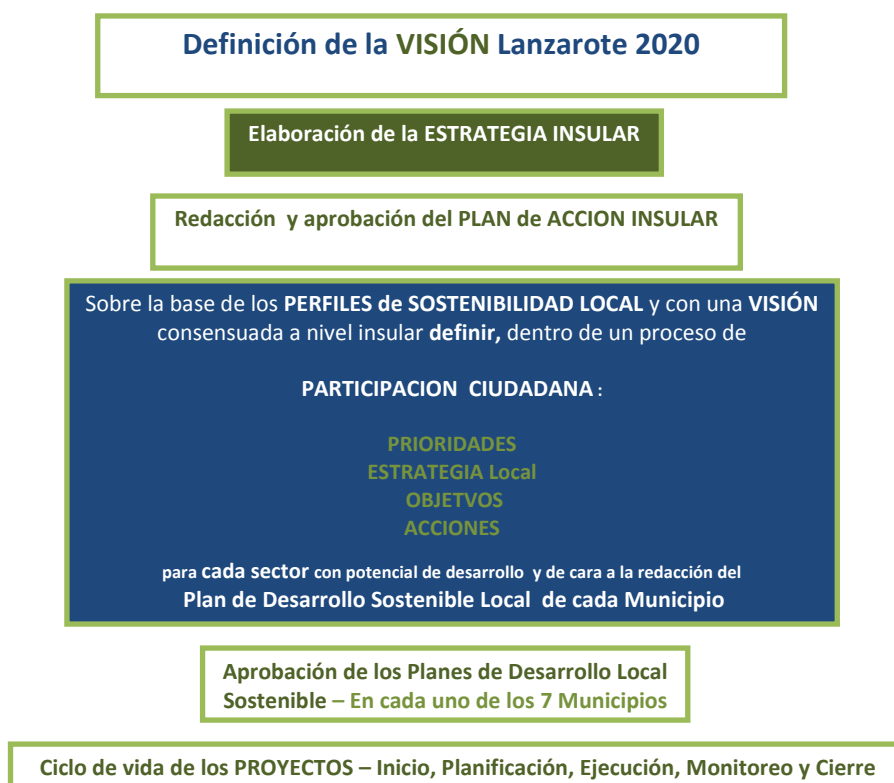 Definición de la VISIÓN Lanzarote 2020
Elaboración de la ESTRATEGIA INSULAR
Redacción y aprobación del PLAN de ACCION INSULAR
Sobre la base de los PERFILES de SOSTENIBILIDAD LOCAL y con una VISIÓN
consensuada a nivel insular definir, dentro de un proceso de
PARTICIPACION CIUDADANA :
PRIORIDADES
ESTRATEGIA Local
OBJETVOS
ACCIONES
para cada sector con potencial de desarrollo y de cara a la redacción del
Plan de Desarrollo Sostenible Local de cada Municipio
Aprobación de los Planes de Desarrollo Local
Sostenible – En cada uno de los 7 Municipios
Ciclo de vida de los PROYECTOS – Inicio, Planificación, Ejecución, Monitoreo y Cierre